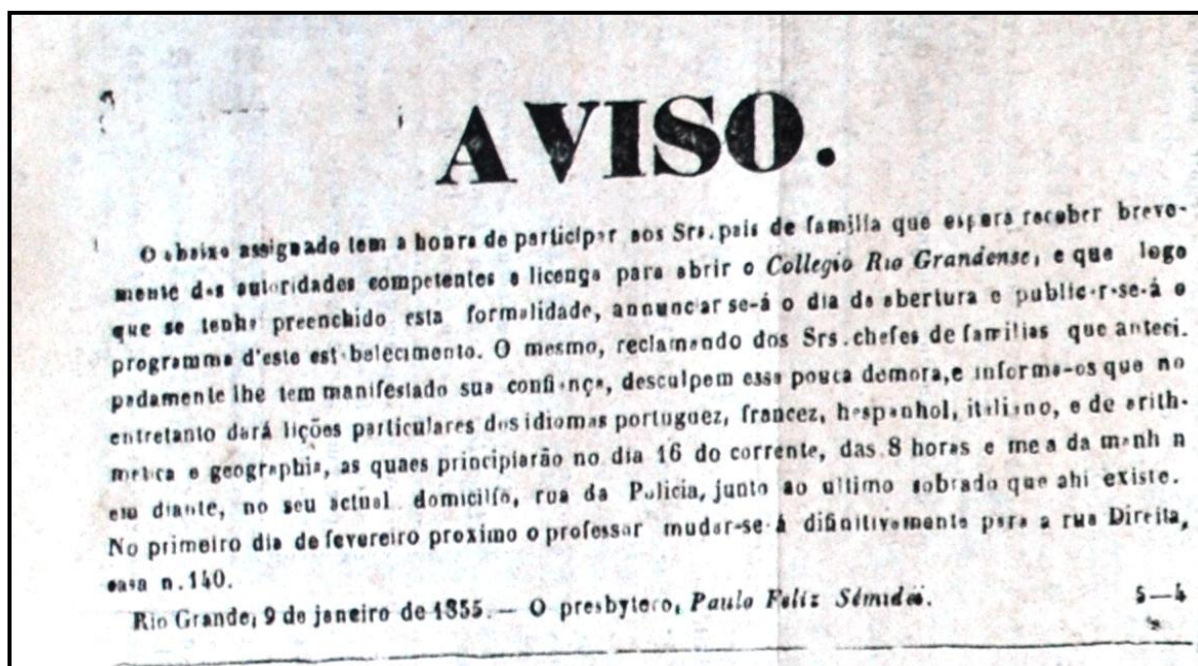 AVISO.
O abaixo assignado tem a honra de participar aos Srs. pais de familia que espera receber breve-
mente das autoridades competentes a licença para abrir o Collegio Rio Grandense, e que logo
que se tenha preenchido esta formalidade, annunciar se-á o dia da abertura e publicar-se-á o
programma d'este estabelecimento. O mesmo, reclamando dos Srs. chefes de familias que anteci.
padamente lhe tem manifestado sua confiança, desculpem essa pouca demora, e informa-os que no
entretanto dará lições particulares dos idiomas portuguez, francez, hespanhol, italiano, e de arith-
metica e geographia, as quaes principiarão no dia 16 do corrente, das 8 horas e meia da manh
em diante, no seu actual domicilio, rua da Policia, junto ao ultimo sobrado que ahi existe.
No primeiro dia de fevereiro proximo o professor mudar-se-á difinitivamente para a rua Direita,
casa n. 140.
Rio Grande, 9 de janeiro de 1855. — O presbytero, Paulo Feliz 5—4